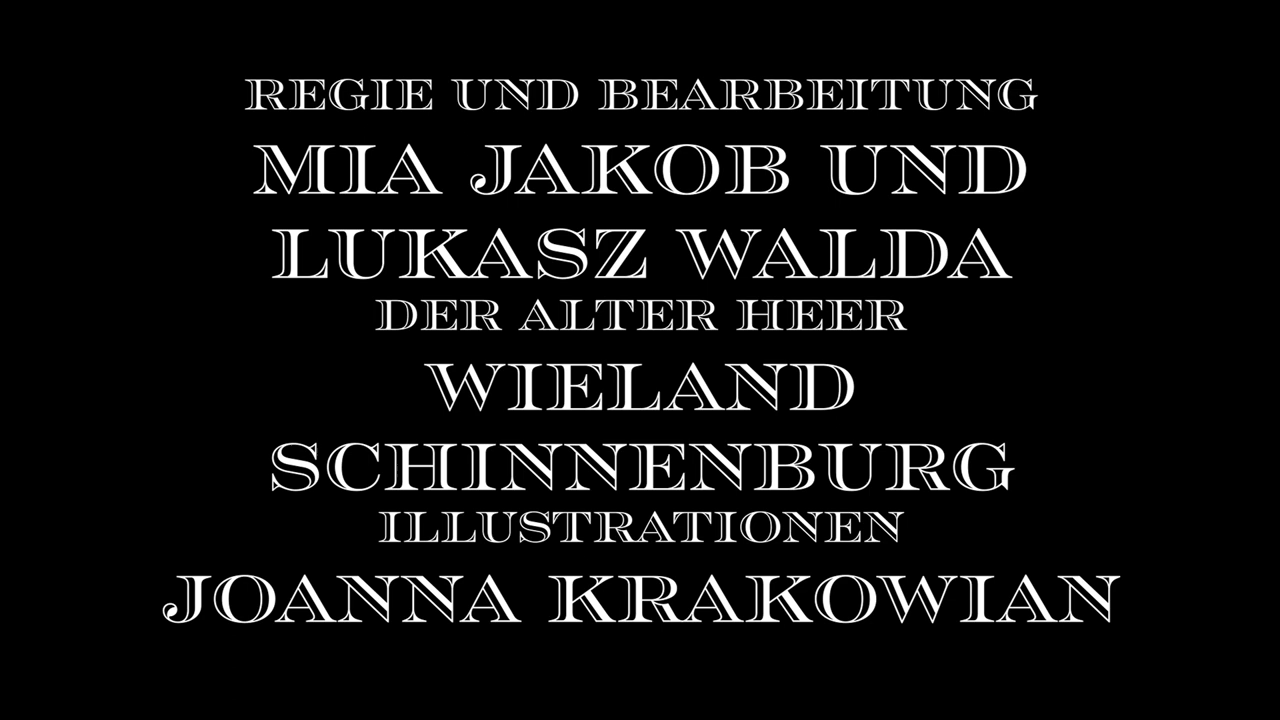 REGIE UND BEARBEITUNG
MIA JAKOB UND
LUKASZ WALDA
DER ALTER HEER
WIELAND
SCHINNENBURG
ILLUSTRATIONEN
JOANNA KRAKOWIAN